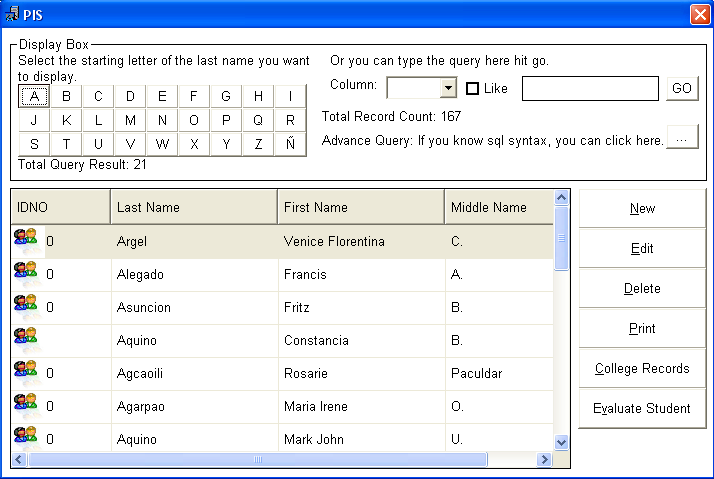 PIS
Display Box
Select the starting letter of the last name you want
to display.
A B C D E F G H I
J K L M N O P Q R
S T U V W X Y Z Ñ
Total Query Result: 21
Or you can type the query here hit go.
Column: Like GO
Total Record Count: 167
Advance Query: If you know sql syntax, you can click here. ...
IDNO Last Name First Name Middle Name
0 Argel Venice Florentina C.
0 Alegado Francis A.
0 Asuncion Fritz B.
Aquino Constancia B.
0 Agcaoili Rosarie Paculdar
0 Agarpao Maria Irene O.
0 Aquino Mark John U.
New
Edit
Delete
Print
College Records
Evaluate Student